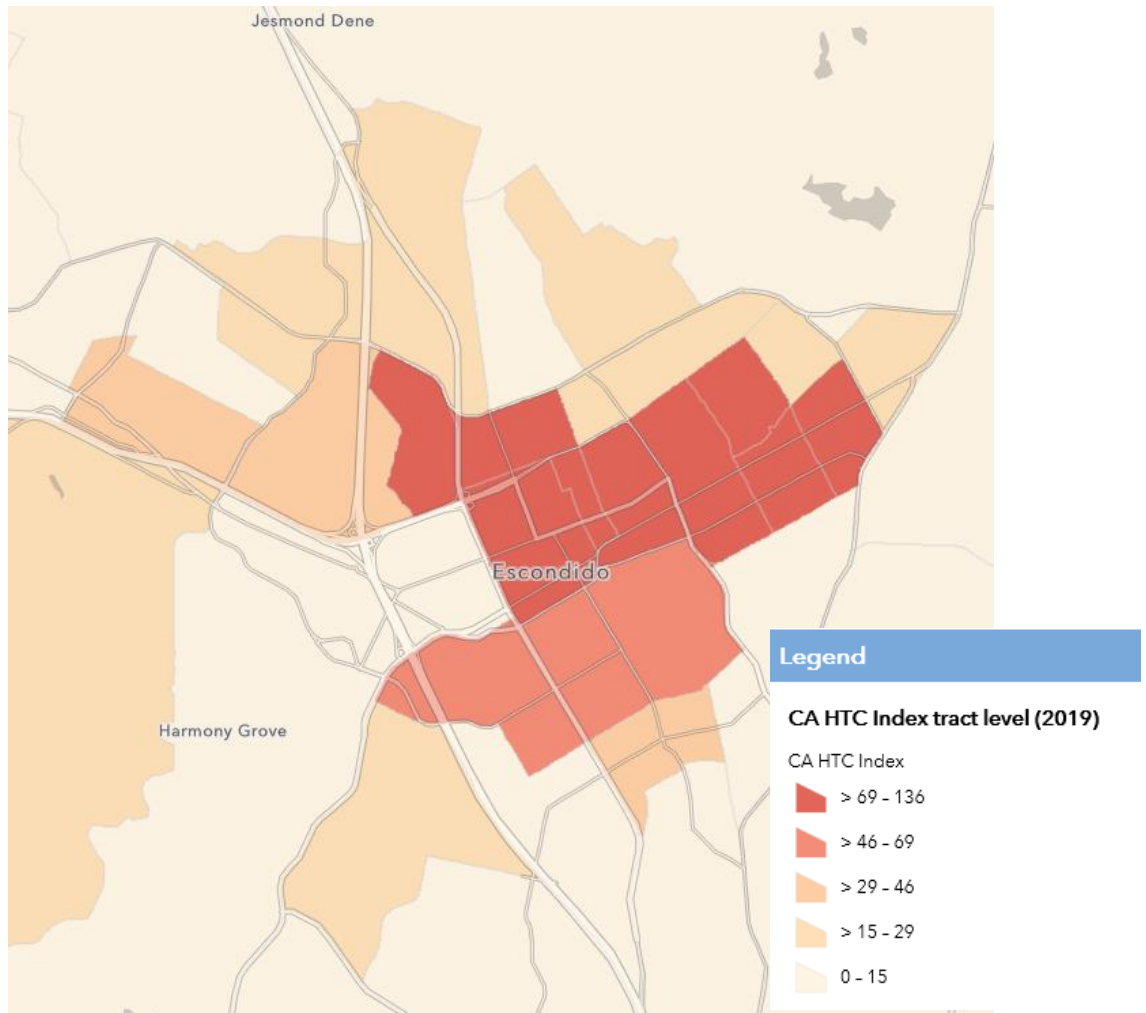 Jesmond Dene
Escondido
Harmony Grove
Legend
CA HTC Index tract level (2019)
CA HTC Index
> 69 - 136
> 46 - 69
> 29 - 46
> 15 - 29
0 - 15